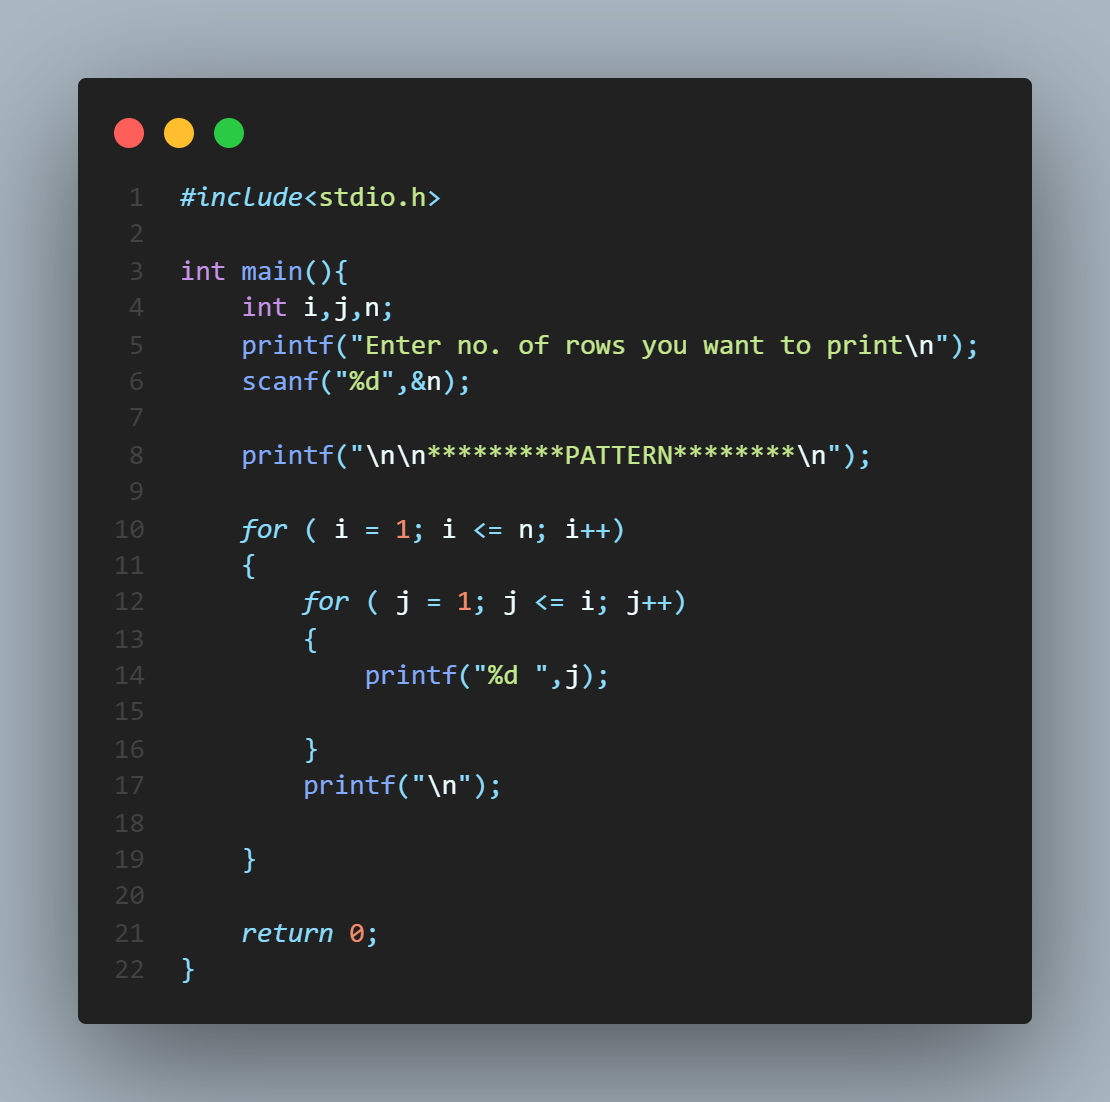 1 #include<stdio.h>
2
3 int main(){
4     int i,j,n;
5     printf("Enter no. of rows you want to print\n");
6     scanf("%d",&n);
7
8     printf("\n\n*********PATTERN********\n");
9
10     for ( i = 1; i <= n; i++)
11     {
12         for ( j = 1; j <= i; j++)
13         {
14             printf("%d ",j);
15
16         }
17         printf("\n");
18
19     }
20
21     return 0;
22 }